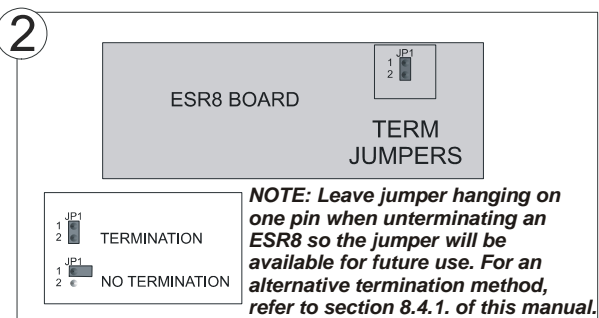 2
JP1
1
2
ESR8 BOARD
TERM
JUMPERS
JP1
1
2 TERMINATION
JP1
1
2 NO TERMINATION
NOTE: Leave jumper hanging on
one pin when unterminating an
ESR8 so the jumper will be
available for future use. For an
alternative termination method,
refer to section 8.4.1. of this manual.